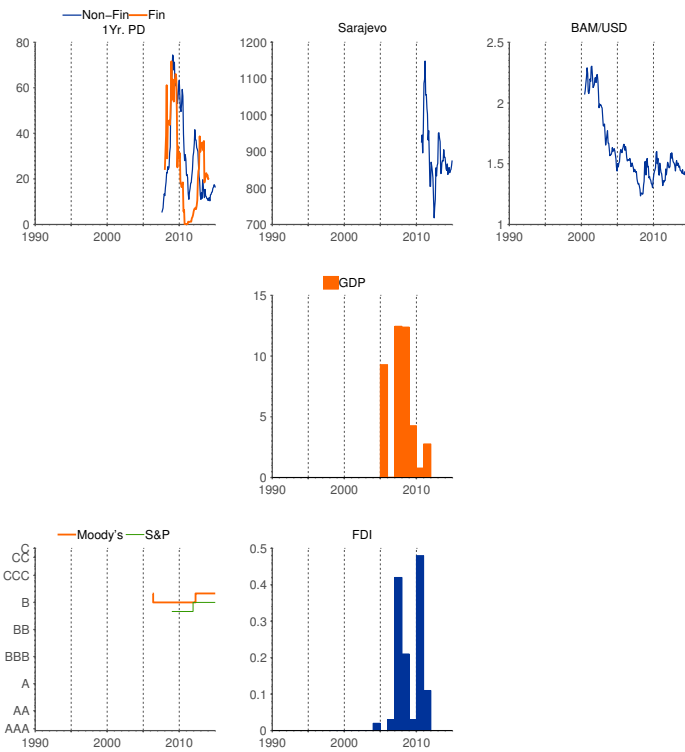 Non-Fin Fin
1Yr. PD
80
60
40
20
0
1990 2000 2010
Sarajevo
1200
1100
1000
900
800
700
1990 2000 2010
BAM/USD
2.5
2
1.5
1
1990 2000 2010
GDP
15
10
5
0
1990 2000 2010
Moody's S&P
C
CC
CCC
B
BB
BBB
A
AA
AAA
1990 2000 2010
FDI
0.5
0.4
0.3
0.2
0.1
0
1990 2000 2010